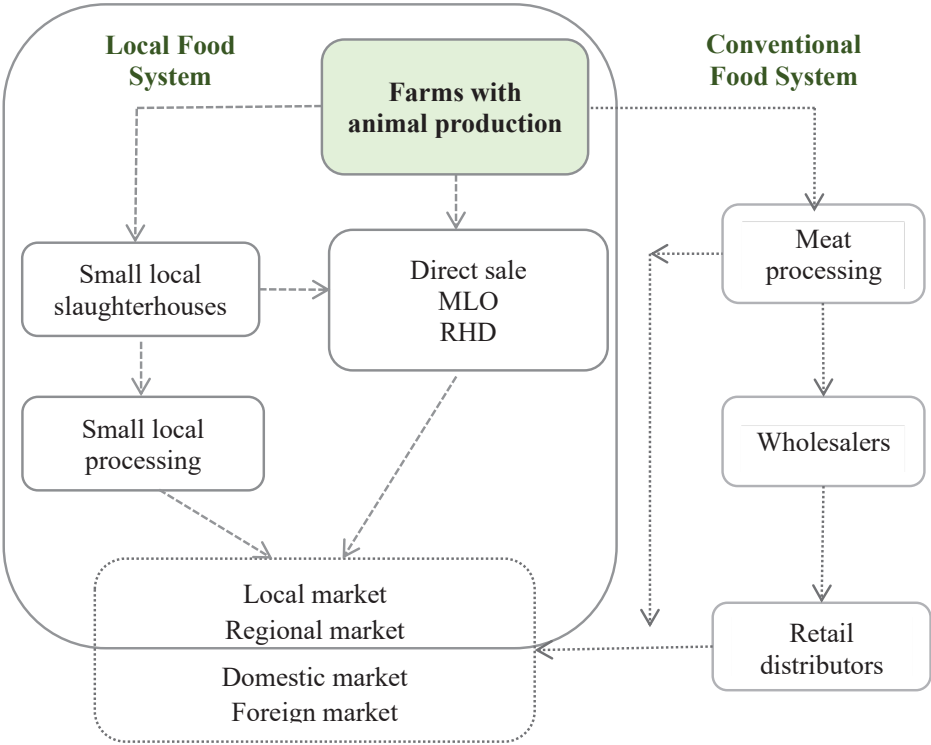 Local Food
System
Conventional
Food System
Farms with
animal production
Small local
slaughterhouses
Direct sale
MLO
RHD
Meat
processing
Small local
processing
Wholesalers
Local market
Regional market
Retail
distributors
Domestic market
Foreign market